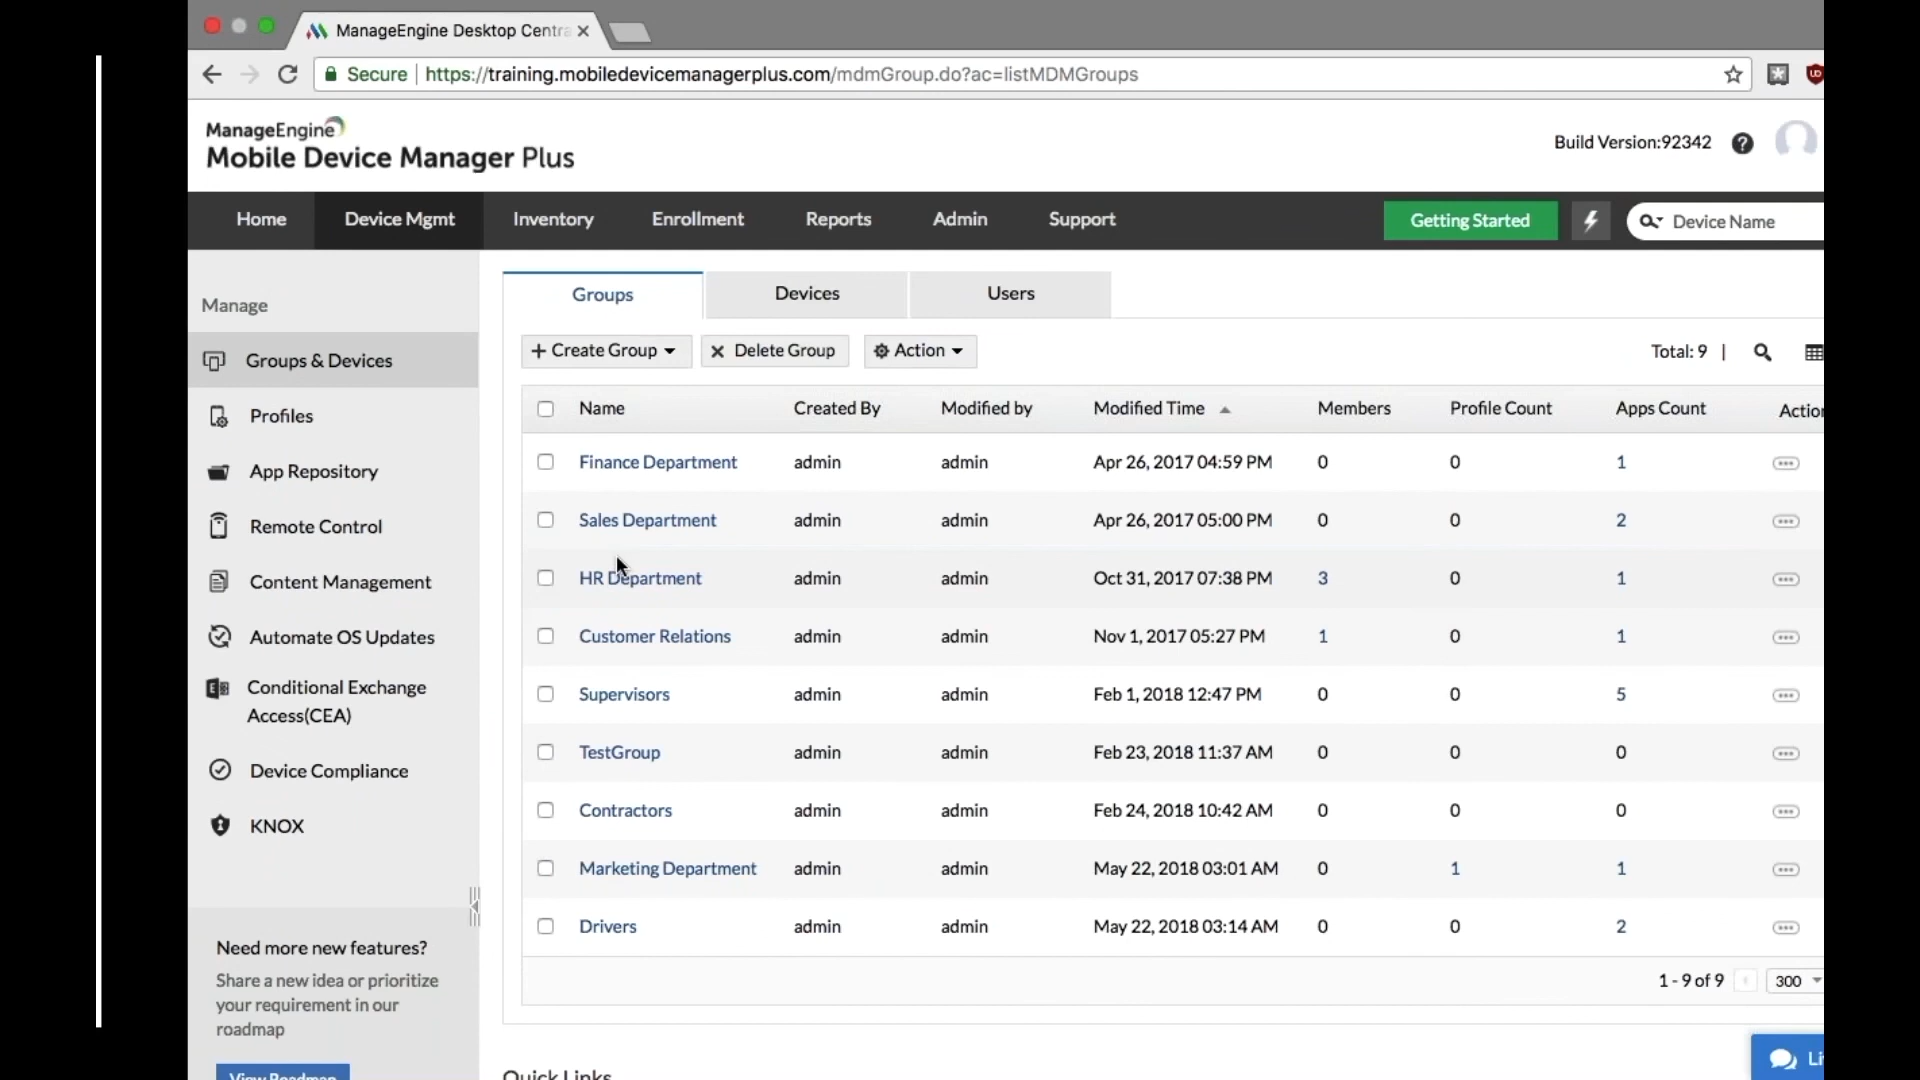 ManageEngine Desktop Centra
Secure | https://training.mobiledevicemanagerplus.com/mdmGroup.do?ac=listMDMGroups
ManageEngine
Mobile Device Manager Plus
Build Version:92342
Home Device Mgmt Inventory Enrollment Reports Admin Support Getting Started Device Name
Manage
Groups & Devices
Profiles
App Repository
Remote Control
Content Management
Automate OS Updates
Conditional Exchange
Access(CEA)
Device Compliance
KNOX
Need more new features?
Share a new idea or prioritize
your requirement in our
roadmap
View Roadmap
Groups Devices Users
+ Create Group Delete Group Action Total: 9 |
Name Created By Modified by Modified Time Members Profile Count Apps Count Action
Finance Department admin admin Apr 26, 2017 04:59 PM 0 0 1
Sales Department admin admin Apr 26, 2017 05:00 PM 0 0 2
HR Department admin admin Oct 31, 2017 07:38 PM 3 0 1
Customer Relations admin admin Nov 1, 2017 05:27 PM 1 0 1
Supervisors admin admin Feb 1, 2018 12:47 PM 0 0 5
TestGroup admin admin Feb 23, 2018 11:37 AM 0 0 0
Contractors admin admin Feb 24, 2018 10:42 AM 0 0 0
Marketing Department admin admin May 22, 2018 03:01 AM 0 1 1
Drivers admin admin May 22, 2018 03:14 AM 0 0 2
1 - 9 of 9 300
Quick Links